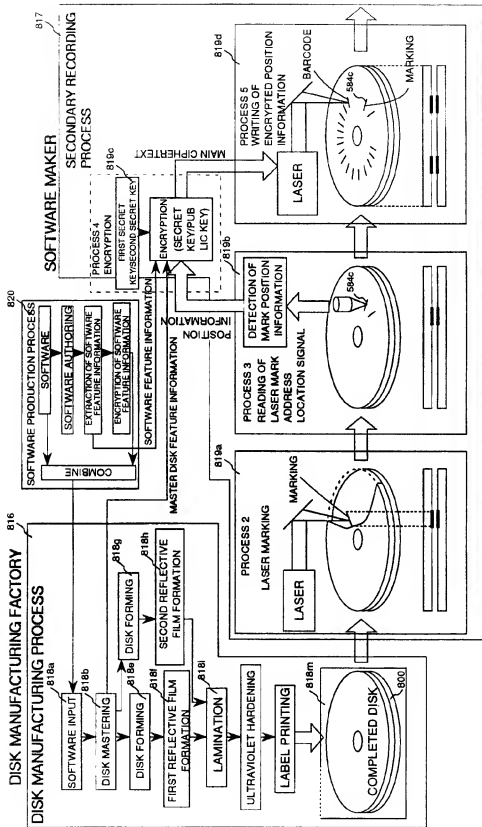 DISK MANUFACTURING FACTORY
DISK MANUFACTURING PROCESS
816
818a
SOFTWARE INPUT
818b
DISK MASTERING
818e
818g
DISK FORMING
DISK FORMING
818f
818h
FIRST REFLECTIVE FILM
FORMATION
SECOND REFLECTIVE
FILM FORMATION
818i
LAMINATION
ULTRAVIOLET HARDENING
LABEL PRINTING
818m
COMPLETED DISK
800
820
SOFTWARE PRODUCTION PROCESS
SOFTWARE
SOFTWARE AUTHORING
EXTRACTION OF SOFTWARE
FEATURE INFORMATION
ENCRYPTION OF SOFTWARE
FEATURE INFORMATION
COMBINE
SOFTWARE FEATURE INFORMATION
MASTER DISK FEATURE INFORMATION
POSITION
INFORMATION
SOFTWARE MAKER
817
SECONDARY RECORDING
PROCESS
PROCESS 4
ENCRYPTION
819c
FIRST SECRET
KEY/SECOND SECRET KEY
ENCRYPTION
(SECRET
KEY/PUB
LIC KEY)
MAIN CIPHERTEXT
819a
PROCESS 2
LASER MARKING
LASER
MARKING
819b
PROCESS 3
READING OF
LASER MARK
ADDRESS
LOCATION SIGNAL
DETECTION OF
MARK POSITION
INFORMATION
584c
819d
PROCESS 5
WRITING OF
ENCRYPTED POSITION
INFORMATION
LASER
BARCODE
584c
MARKING